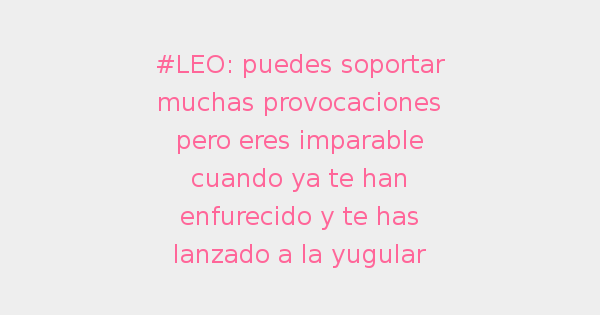 #LEO: puedes soportar
muchas provocaciones
pero eres imparable
cuando ya te han
enfurecido y te has
lanzado a la yugular